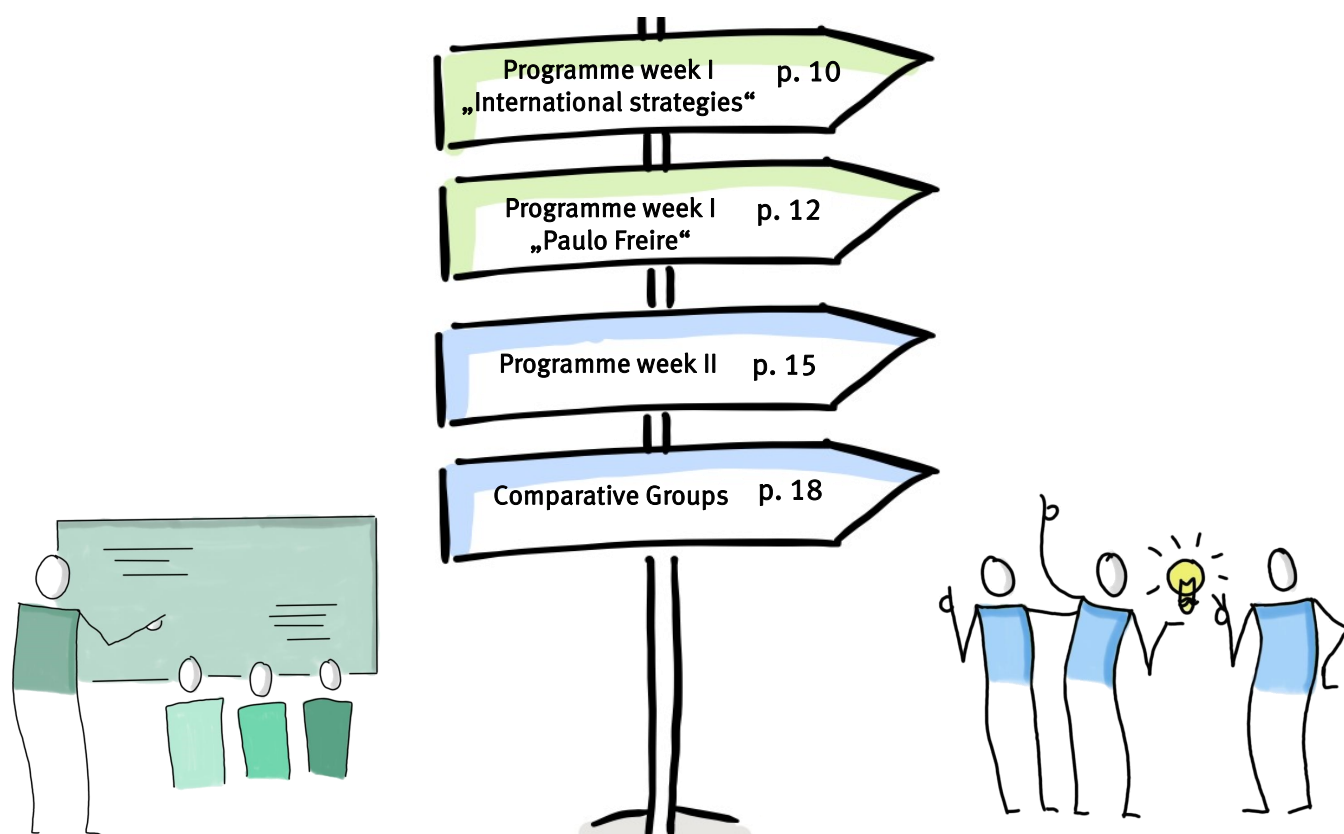 Programme week I p. 10
„International strategies“
Programme week I p. 12
„Paulo Freire“
Programme week II p. 15
Comparative Groups p. 18